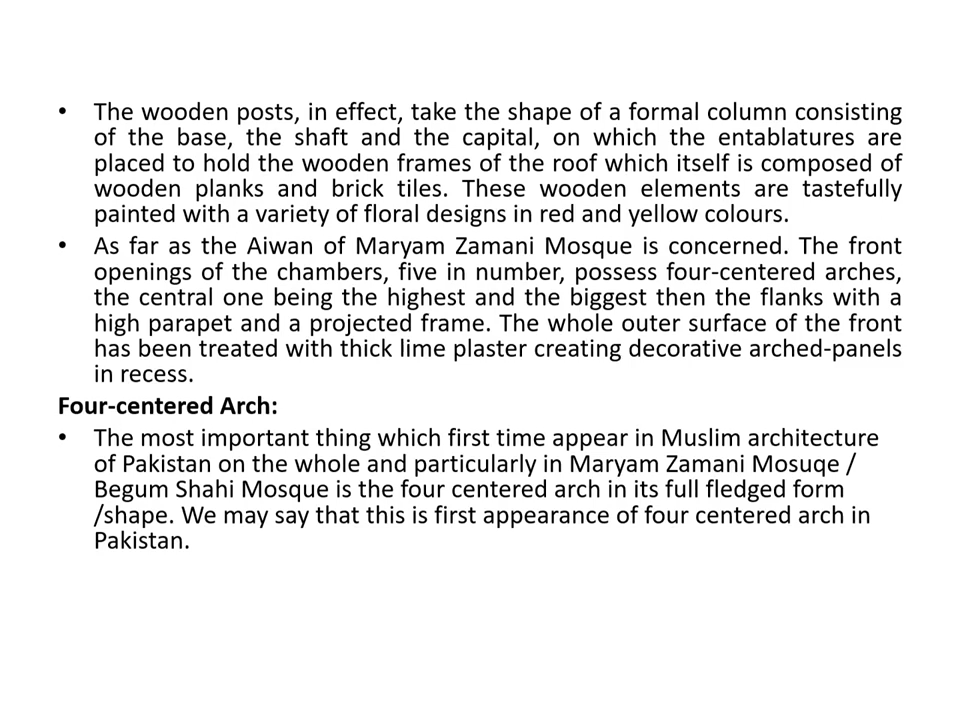 • The wooden posts, in effect, take the shape of a formal column consisting
of the base, the shaft and the capital, on which the entablatures are
placed to hold the wooden frames of the roof which itself is composed of
wooden planks and brick tiles. These wooden elements are tastefully
painted with a variety of floral designs in red and yellow colours.
• As far as the Aiwan of Maryam Zamani Mosque is concerned. The front
openings of the chambers, five in number, possess four-centered arches,
the central one being the highest and the biggest then the flanks with a
high parapet and a projected frame. The whole outer surface of the front
has been treated with thick lime plaster creating decorative arched-panels
in recess.
Four-centered Arch:
• The most important thing which first time appear in Muslim architecture
of Pakistan on the whole and particularly in Maryam Zamani Mosuqe /
Begum Shahi Mosque is the four centered arch in its full fledged form
/shape. We may say that this is first appearance of four centered arch in
Pakistan.